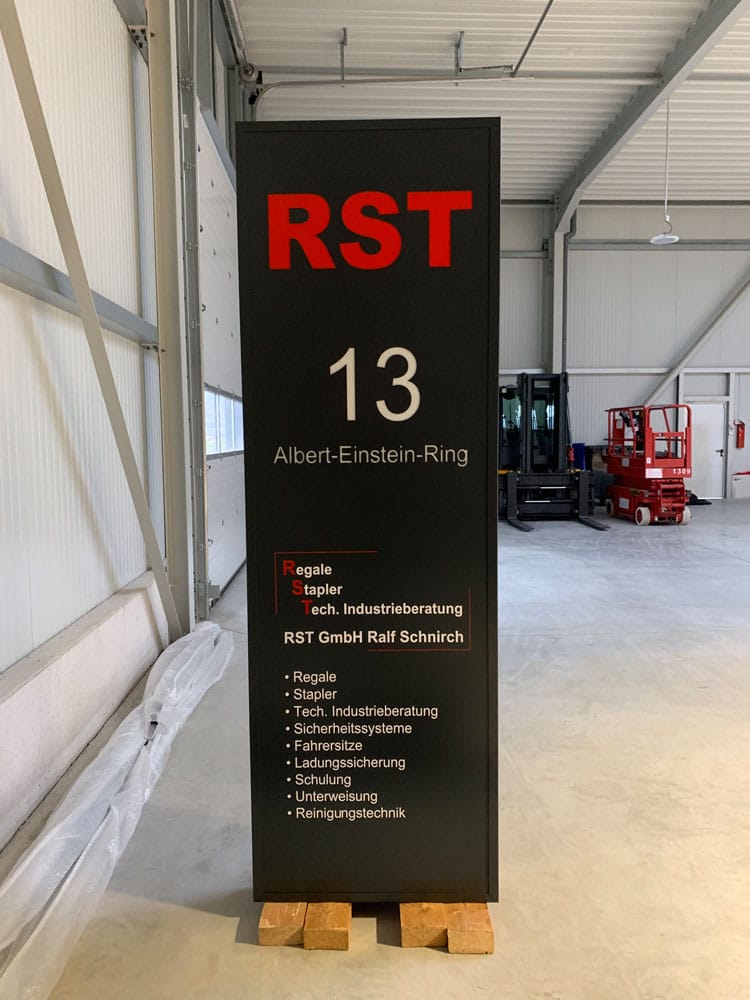 RST
13
Albert-Einstein-Ring
Regale
Stapler
Tech. Industrieberatung
RST GmbH Ralf Schnirch
• Regale
• Stapler
• Tech. Industrieberatung
• Sicherheitssysteme
• Fahrersitze
• Ladungssicherung
• Schulung
• Unterweisung
• Reinigungstechnik
1309